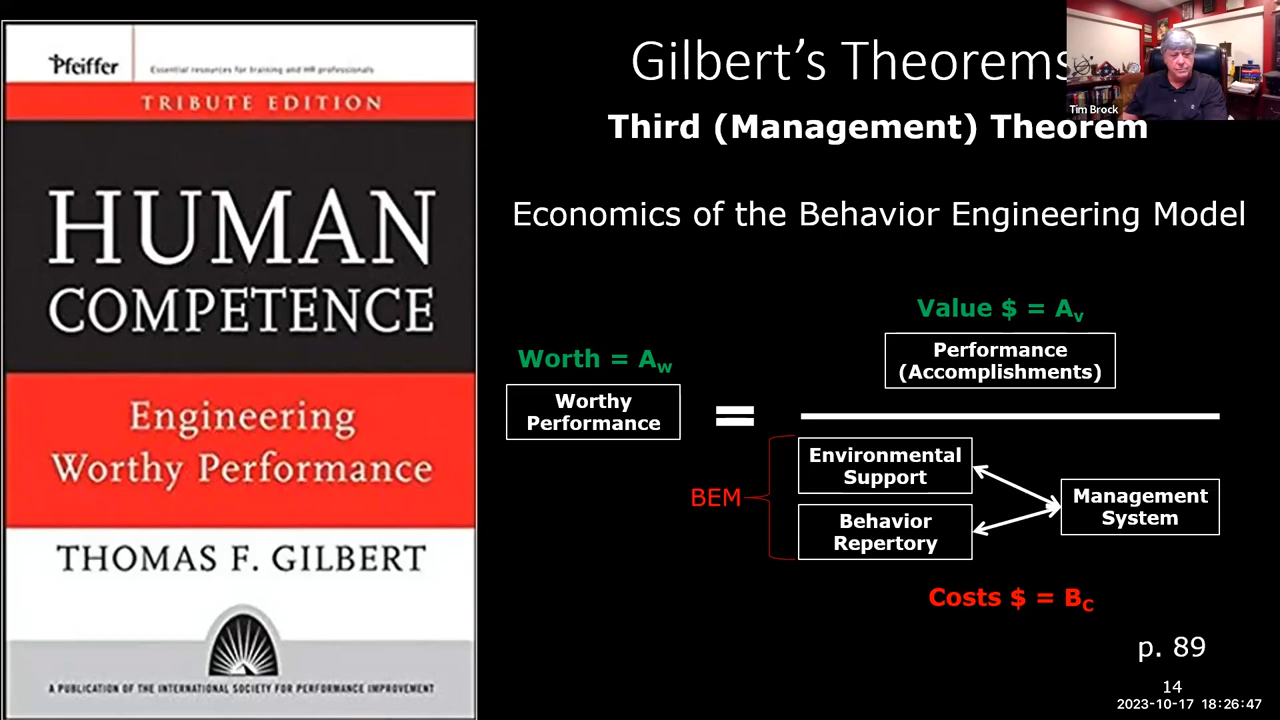 Pfeiffer
Essential resources for training and HR professionals
TRIBUTE EDITION
HUMAN
COMPETENCE
Engineering
Worthy Performance
THOMAS F. GILBERT
A PUBLICATION OF THE INTERNATIONAL SOCIETY FOR PERFORMANCE IMPROVEMENT
Gilbert's Theorems
Third (Management) Theorem
Economics of the Behavior Engineering Model
Value $ = Av
Performance
(Accomplishments)
Worth = Aw
Worthy
Performance
=
BEM
Environmental
Support
Behavior
Repertory
Management
System
Costs $ = BC
p. 89
14
2023-10-17 18:26:47
Tim Brock